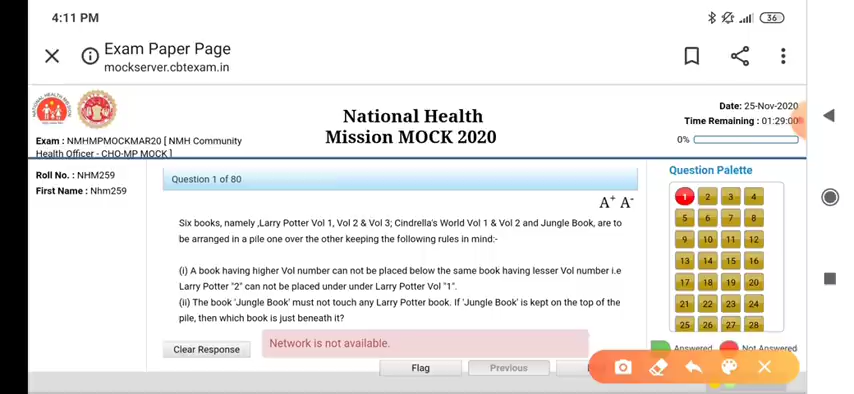 4:11 PM
36
Exam Paper Page
mockserver.cbtexam.in
National Health
Mission MOCK 2020
Date: 25-Nov-2020
Time Remaining : 01:29:00
0%
Exam : NMHMPMOCKMAR20 [ NMH Community
Health Officer - CHO-MP MOCK ]
Roll No. : NHM259
First Name : Nhm259
Question 1 of 80
A+ A-
Six books, namely ,Larry Potter Vol 1, Vol 2 & Vol 3; Cindrella's World Vol 1 & Vol 2 and Jungle Book, are to
be arranged in a pile one over the other keeping the following rules in mind:-
(i) A book having higher Vol number can not be placed below the same book having lesser Vol number i.e
Larry Potter "2" can not be placed under under Larry Potter Vol "1".
(ii) The book 'Jungle Book' must not touch any Larry Potter book. If 'Jungle Book' is kept on the top of the
pile, then which book is just beneath it?
Clear Response
Network is not available.
Flag
Previous
Question Palette
1 2 3 4
5 6 7 8
9 10 11 12
13 14 15 16
17 18 19 20
21 22 23 24
25 26 27 28
Answered
Not Answered